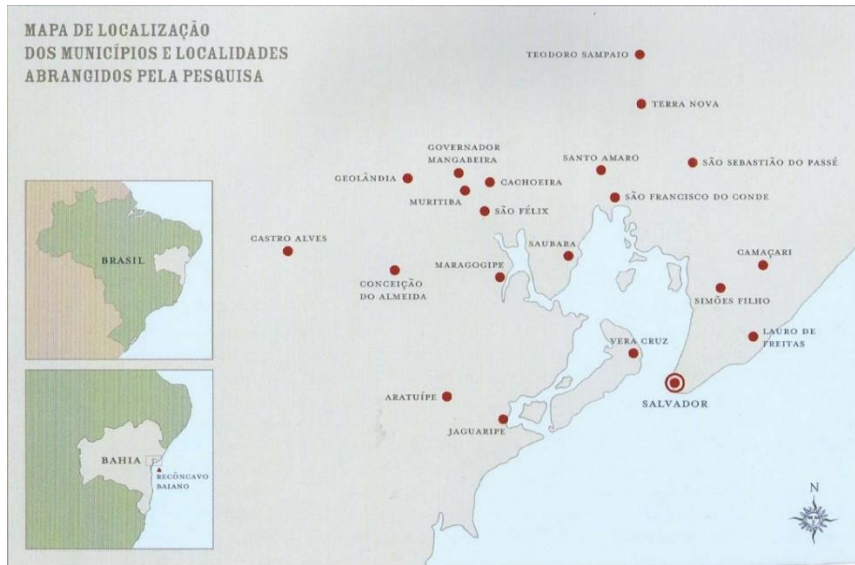 MAPA DE LOCALIZAÇÃO
DOS MUNICÍPIOS E LOCALIDADES
ABRANGIDOS PELA PESQUISA
TEODORO SAMPAIO
TERRA NOVA
GOVERNADOR
MANGABEIRA
SANTO AMARO
SÃO SEBASTIÃO DO PASSÉ
GEOLÂNDIA
CACHOEIRA
MURITIBA
SÃO FRANCISCO DO CONDE
SÃO FÉLIX
CASTRO ALVES
SAUBARA
CAMAÇARI
MARAGOGIPE
CONCEIÇÃO
DO ALMEIDA
SIMÕES FILHO
LAURO DE
FREITAS
VERA CRUZ
ARATUÍPE
SALVADOR
JAGUARIPE
BRASIL
BAHIA
RECÔNCAVO
BAIANO
N